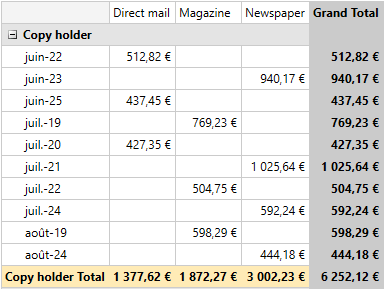 Direct mail Magazine Newspaper Grand Total
Copy holder
juin-22 512,82 € 512,82 €
juin-23 940,17 € 940,17 €
juin-25 437,45 € 437,45 €
juil.-19 769,23 € 769,23 €
juil.-20 427,35 € 427,35 €
juil.-21 1 025,64 € 1 025,64 €
juil.-22 504,75 € 504,75 €
juil.-24 592,24 € 592,24 €
août-19 598,29 € 598,29 €
août-24 444,18 € 444,18 €
Copy holder Total 1 377,62 € 1 872,27 € 3 002,23 € 6 252,12 €